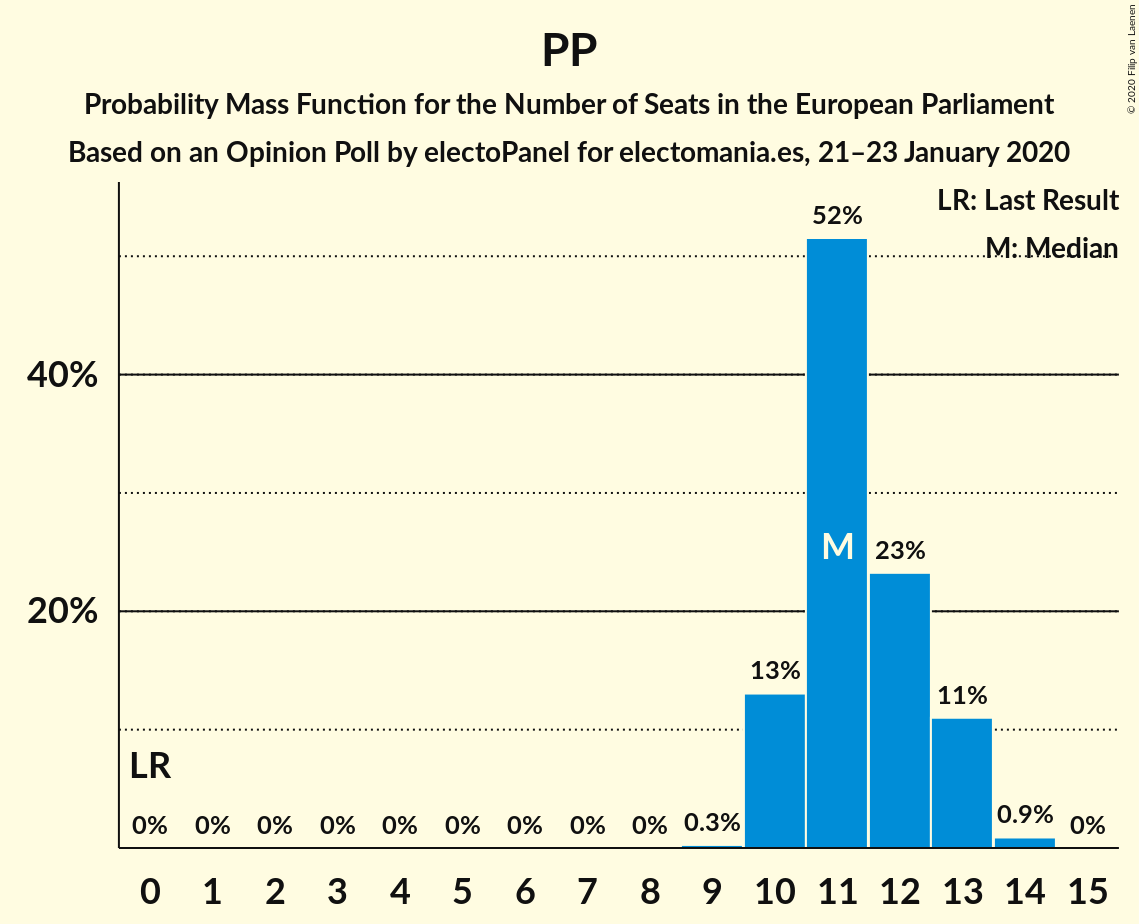 PP
Probability Mass Function for the Number of Seats in the European Parliament
Based on an Opinion Poll by electoPanel for electomania.es, 21–23 January 2020
© 2020 Filip van Laenen
LR: Last Result
M: Median
52%
40%
M
23%
20%
13%
11%
LR
0% 0% 0% 0% 0% 0% 0% 0% 0% 0.3% 0.9% 0%
0 1 2 3 4 5 6 7 8 9 10 11 12 13 14 15